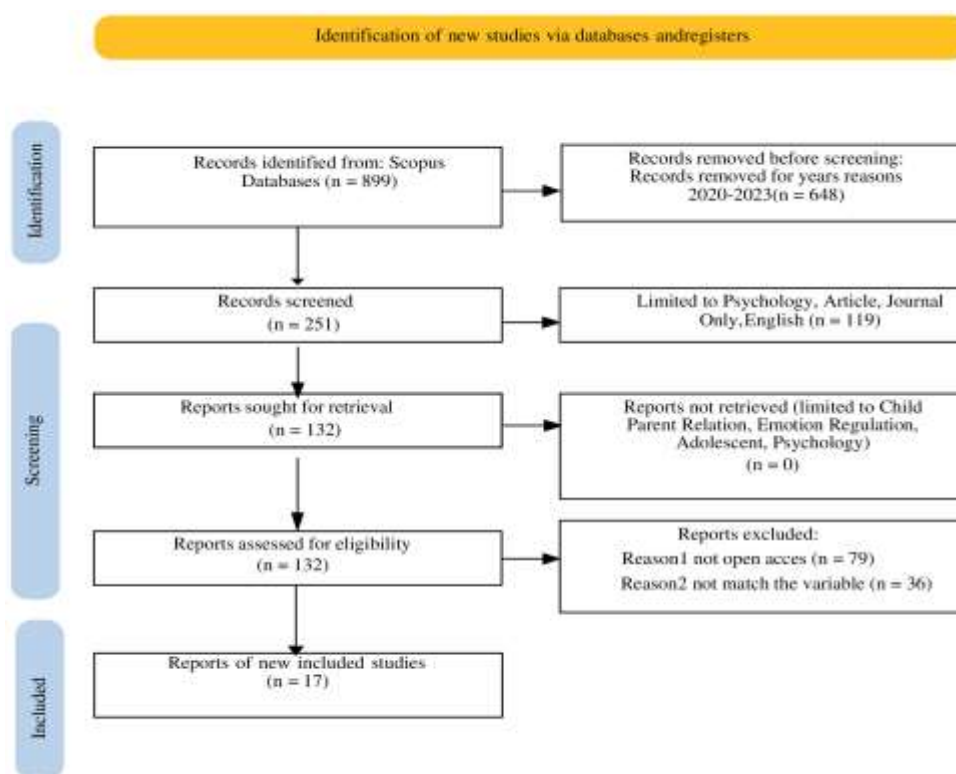 Identification of new studies via databases andregisters
Identification
Records identified from: Scopus
Databases (n = 899)
Records removed before screening:
Records removed for years reasons
2020-2023(n = 648)
Screening
Records screened
(n = 251)
Limited to Psychology, Article, Journal
Only,English (n = 119)
Reports sought for retrieval
(n = 132)
Reports not retrieved (limited to Child
Parent Relation, Emotion Regulation,
Adolescent, Psychology)
(n = 0)
Reports assessed for eligibility
(n = 132)
Reports excluded:
Reason1 not open acces (n = 79)
Reason2 not match the variable (n = 36)
Included
Reports of new included studies
(n = 17)